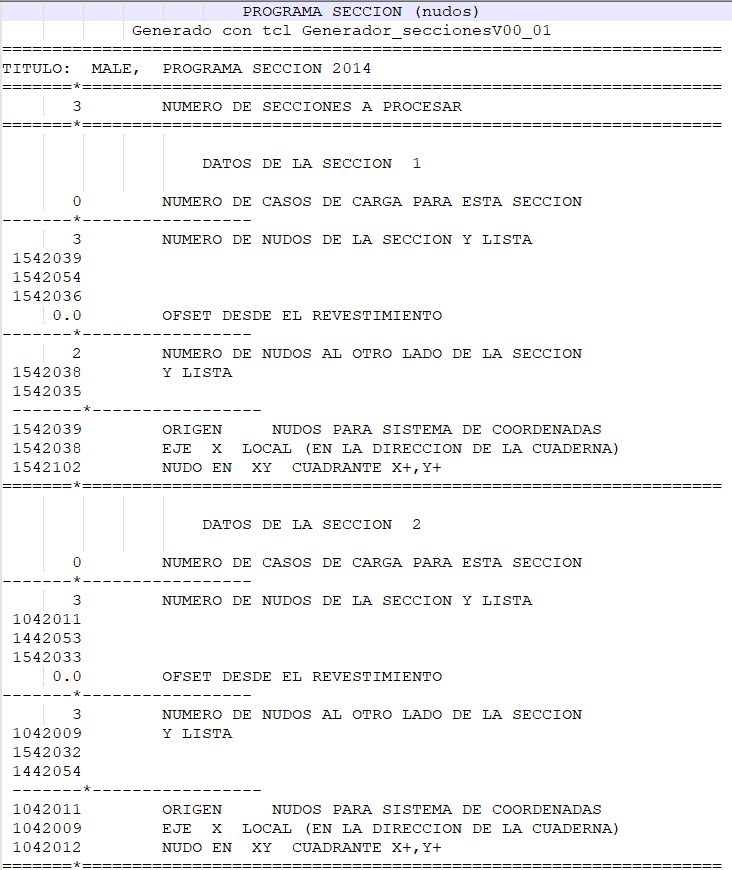 PROGRAMA SECCION (nudos)
Generado con tcl Generador_seccionesV00_01
========================================================================
TITULO:  MALE,  PROGRAMA SECCION 2014
=======*================================================================
3        NUMERO DE SECCIONES A PROCESAR
=======*================================================================
DATOS DE LA SECCION  1
0        NUMERO DE CASOS DE CARGA PARA ESTA SECCION
-------*-----------------
3        NUMERO DE NUDOS DE LA SECCION Y LISTA
1542039
1542054
1542036
0.0        OFSET DESDE EL REVESTIMIENTO
-------*-----------------
2        NUMERO DE NUDOS AL OTRO LADO DE LA SECCION
1542038        Y LISTA
1542035
-------*-----------------
1542039        ORIGEN     NUDOS PARA SISTEMA DE COORDENADAS
1542038        EJE  X  LOCAL (EN LA DIRECCION DE LA CUADERNA)
1542102        NUDO EN  XY  CUADRANTE X+,Y+
=======*================================================================
DATOS DE LA SECCION  2
0        NUMERO DE CASOS DE CARGA PARA ESTA SECCION
-------*-----------------
3        NUMERO DE NUDOS DE LA SECCION Y LISTA
1042011
1442053
1542033
0.0        OFSET DESDE EL REVESTIMIENTO
-------*-----------------
3        NUMERO DE NUDOS AL OTRO LADO DE LA SECCION
1042009        Y LISTA
1542032
1442054
-------*-----------------
1042011        ORIGEN     NUDOS PARA SISTEMA DE COORDENADAS
1042009        EJE  X  LOCAL (EN LA DIRECCION DE LA CUADERNA)
1042012        NUDO EN  XY  CUADRANTE X+,Y+
=======*================================================================